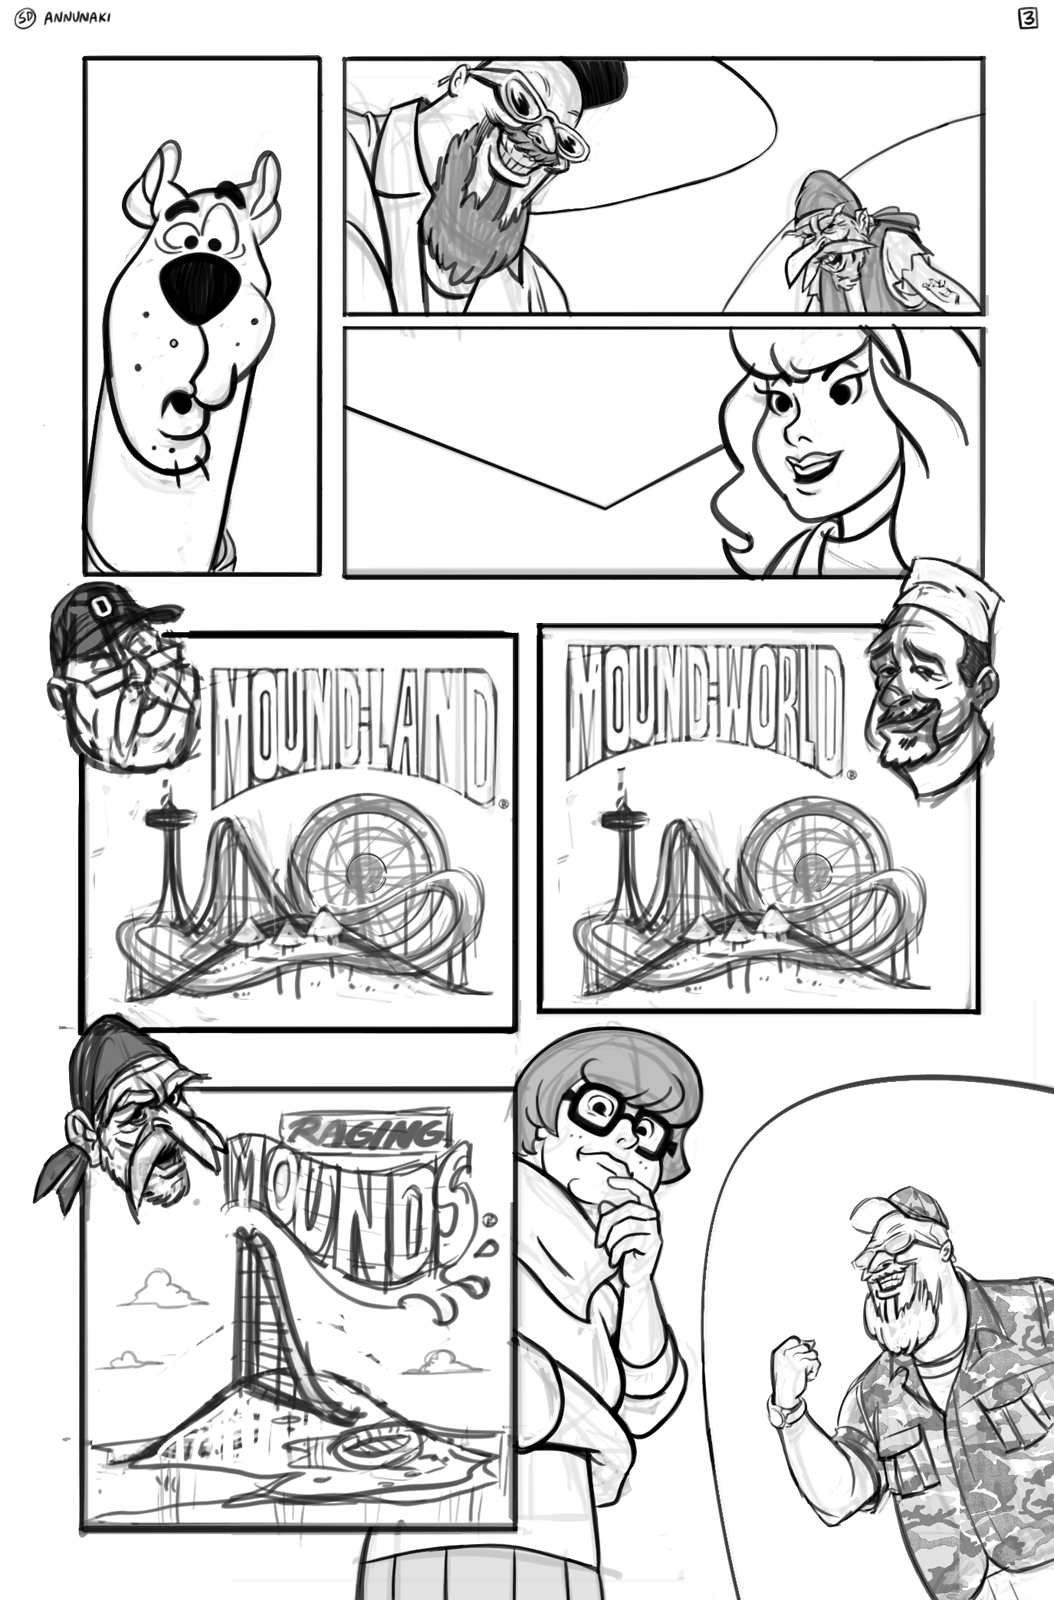 SD ANNUNAKI
3
MOUND-LAND
®
MOUND-WORLD
®
RAGING
MOUNDS
®